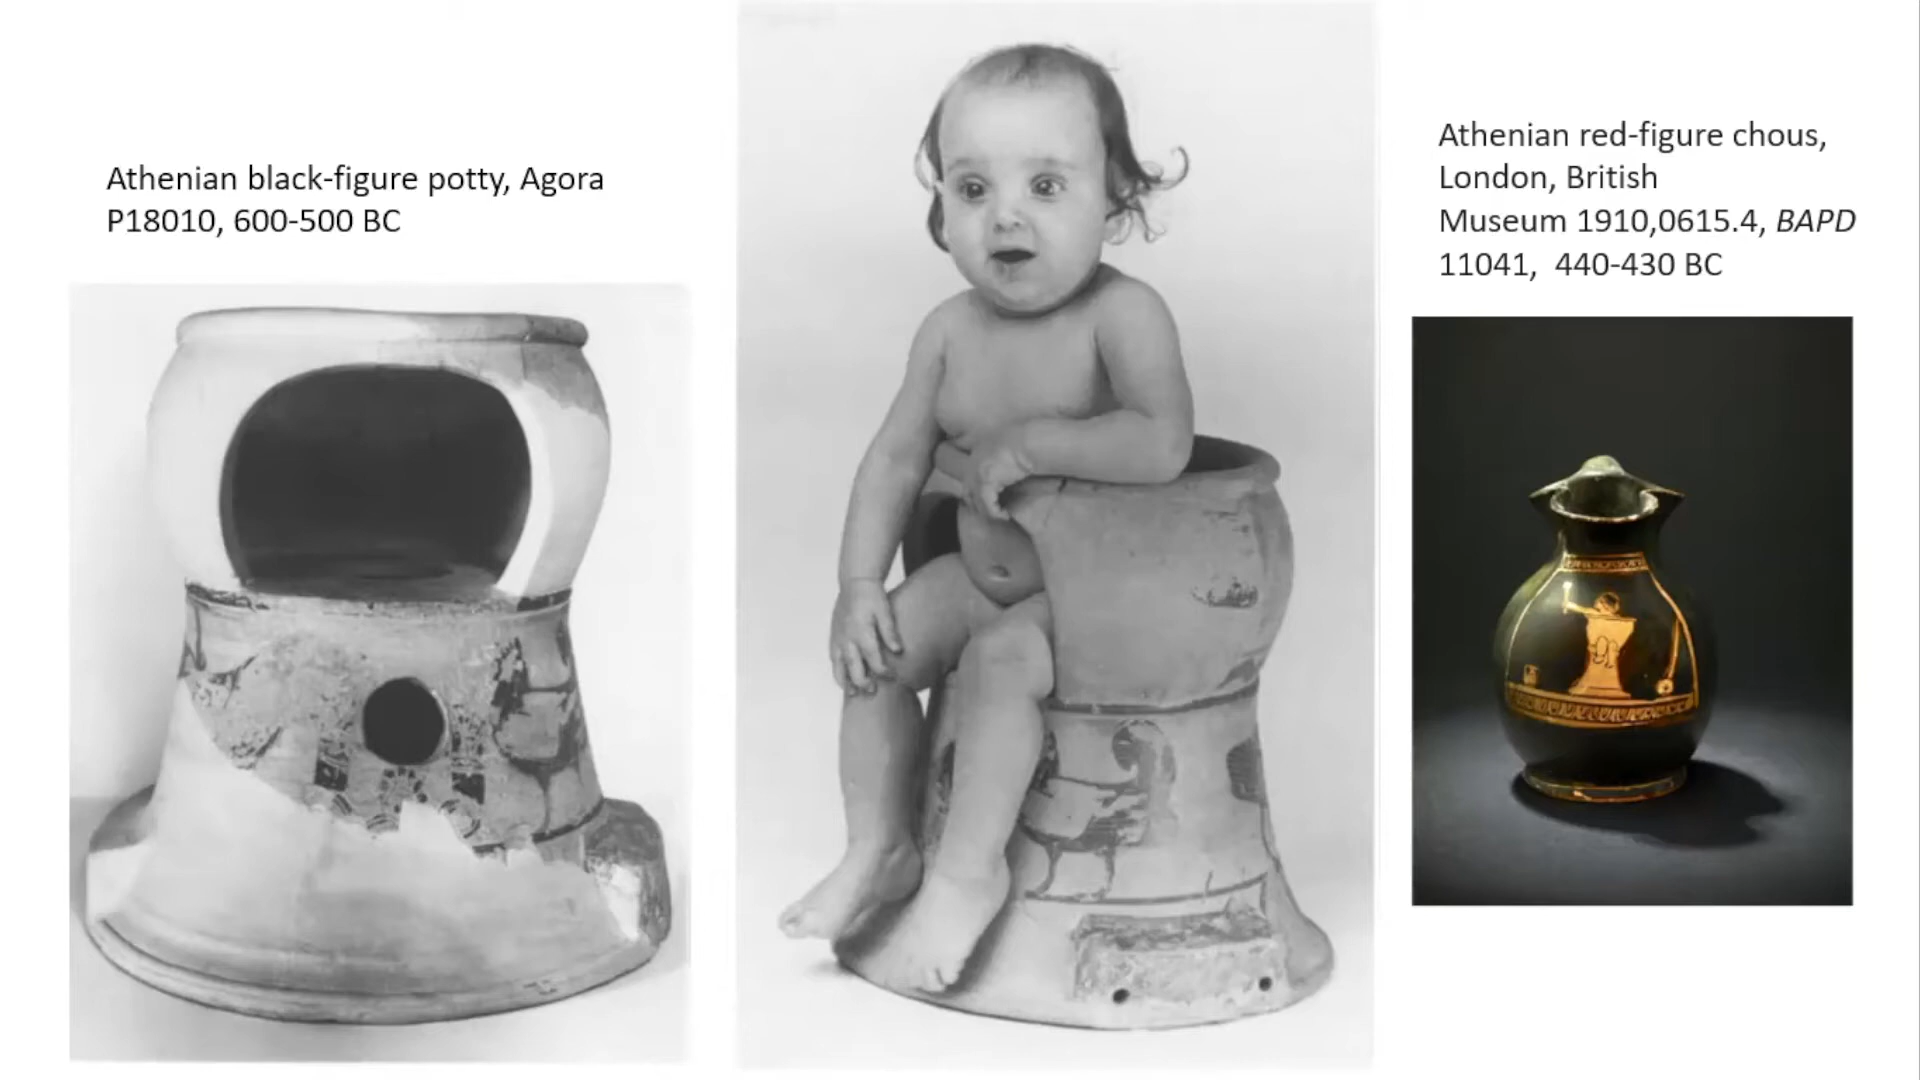 Athenian black-figure potty, Agora
P18010, 600-500 BC
Athenian red-figure chous,
London, British
Museum 1910,0615.4, BAPD
11041,  440-430 BC